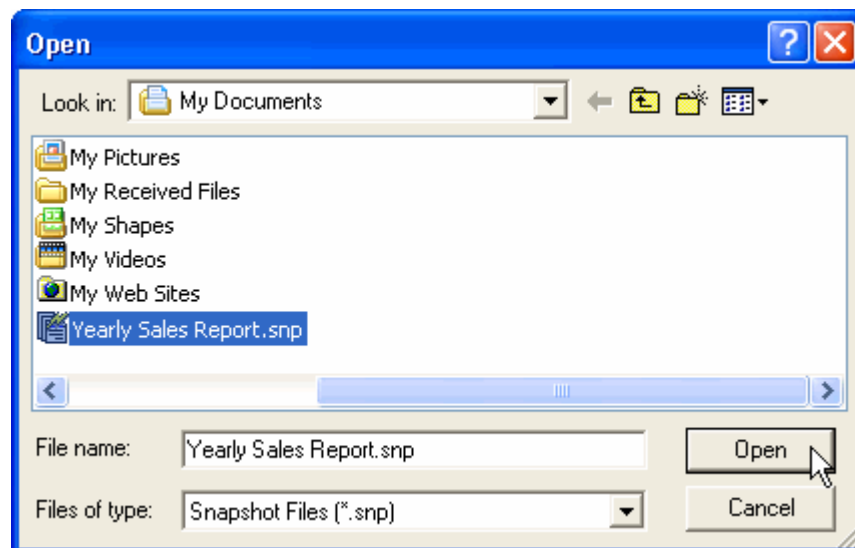 Open
Look in: My Documents
My Pictures
My Received Files
My Shapes
My Videos
My Web Sites
Yearly Sales Report.snp
File name: Yearly Sales Report.snp Open
Files of type: Snapshot Files (*.snp) Cancel